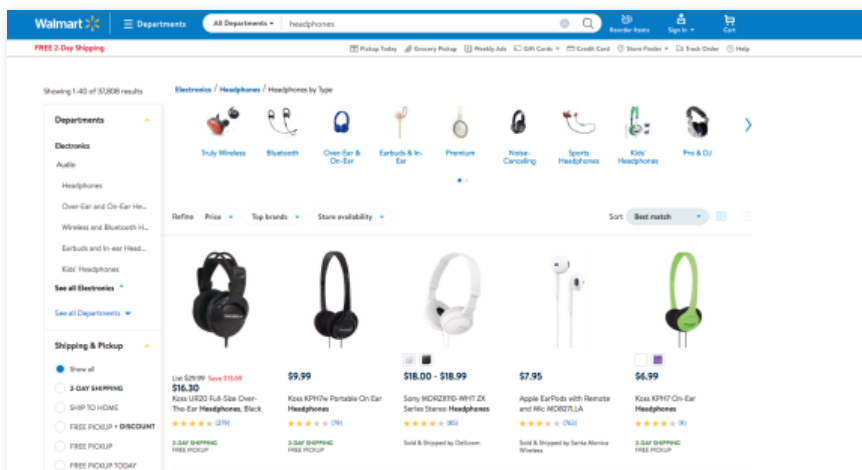 Walmart
Departments
All Departments
headphones
Reorder Items
Sign In
Cart
FREE 2-Day Shipping
Pickup Today
Grocery Pickup
Weekly Ads
Gift Cards
Credit Card
Store Finder
Track Order
Help
Showing 1-40 of 37,808 results
Electronics / Headphones / Headphones by Type
Departments
Electronics
Audio
Headphones
Over-Ear and On-Ear He...
Wireless and Bluetooth H...
Earbuds and In-ear Head...
Kids' Headphones
See all Electronics
See all Departments
Shipping & Pickup
Show all
2-DAY SHIPPING
SHIP TO HOME
FREE PICKUP + DISCOUNT
FREE PICKUP
FREE PICKUP TODAY
Truly Wireless
Bluetooth
Over-Ear &
On-Ear
Earbuds & In-
Ear
Premium
Noise-
Canceling
Sports
Headphones
Kids'
Headphones
Pro & DJ
Refine
Price
Top brands
Store availability
Sort
Best match
List $29.99 Save $13.69
$16.30
Koss UR20 Full-Size Over-
The-Ear Headphones, Black
(279)
2-DAY SHIPPING
FREE PICKUP
$9.99
Koss KPH7w Portable On Ear
Headphones
(79)
2-DAY SHIPPING
FREE PICKUP
$18.00 - $18.99
Sony MDRZX110-WHT ZX
Series Stereo Headphones
(85)
Sold & Shipped by
$7.95
Apple EarPods with Remote
and Mic MD827LLA
(763)
Sold & Shipped by Santa Monica
Wireless
$6.99
Koss KPH7 On-Ear
Headphones
(9)
2-DAY SHIPPING
FREE PICKUP